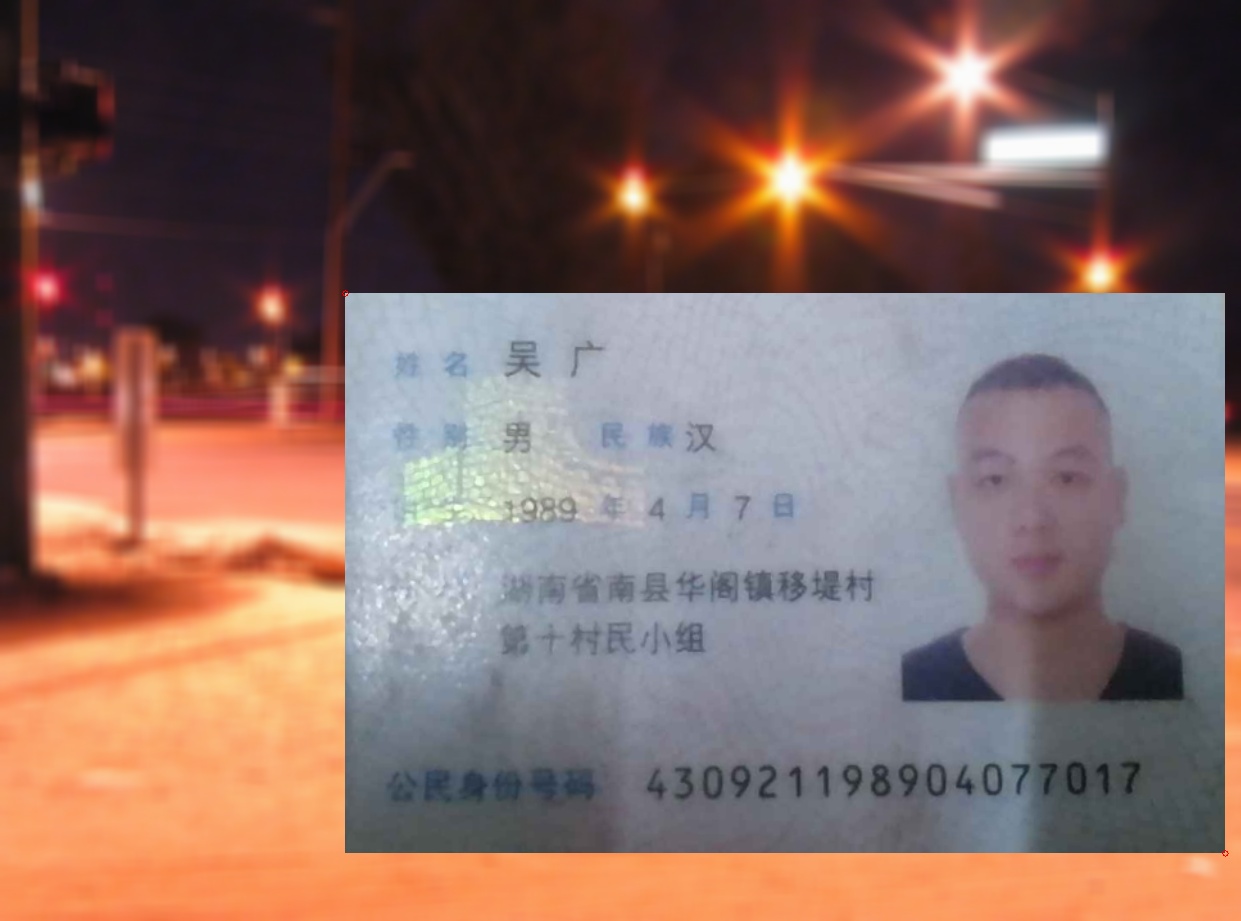 姓名 吴广
性别 男 民族 汉
1989 年 4 月 7 日
湖南省南县华阁镇移堤村
第十村民小组
公民身份号码 430921198904077017